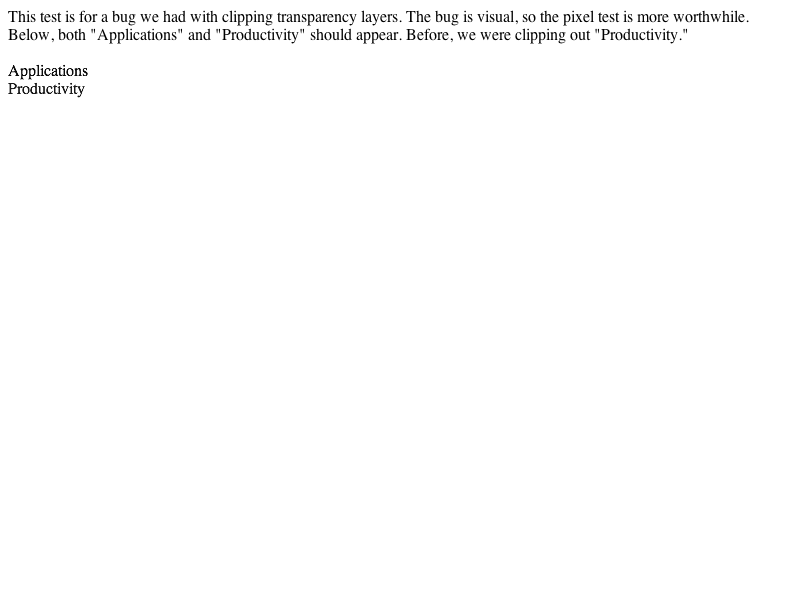 This test is for a bug we had with clipping transparency layers. The bug is visual, so the pixel test is more worthwhile.
Below, both "Applications" and "Productivity" should appear. Before, we were clipping out "Productivity."
Applications
Productivity